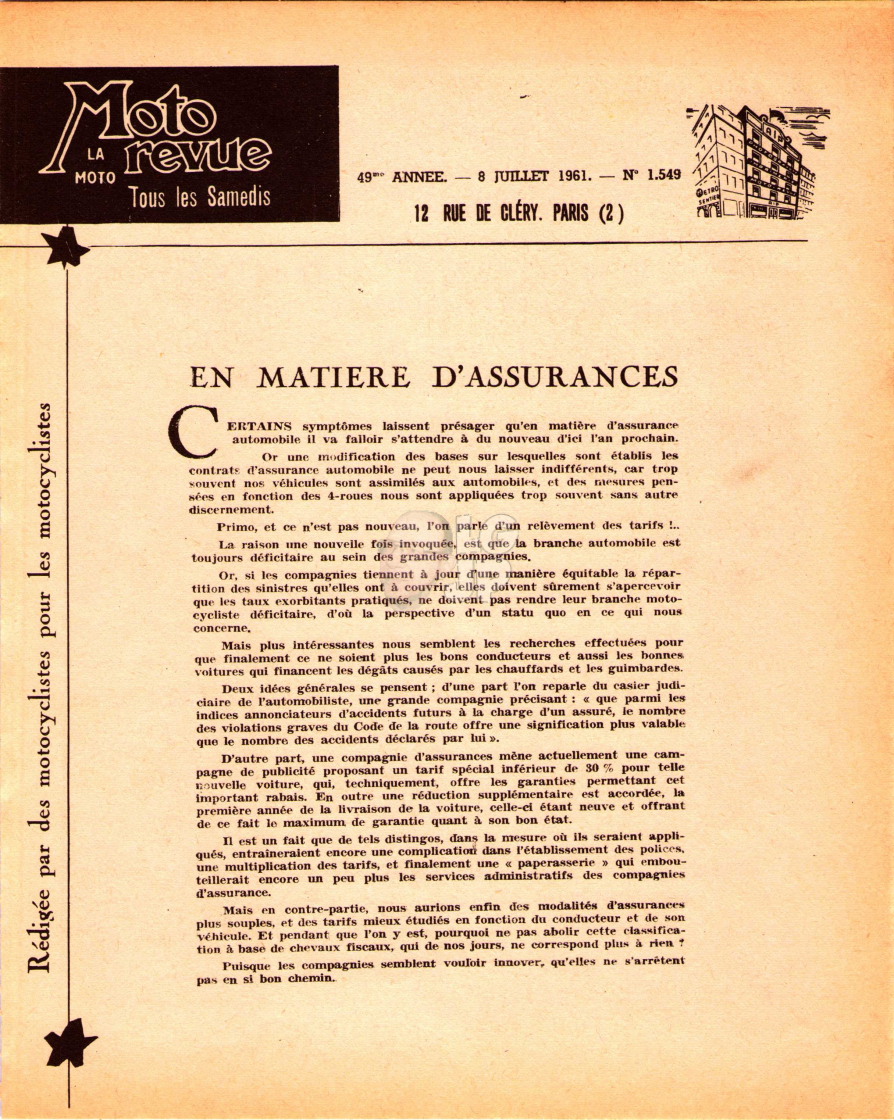 Moto
LA
MOTO
revue
Tous les Samedis
49me ANNEE. — 8 JUILLET 1961. — N° 1.549
12 RUE DE CLÉRY. PARIS (2)
METRO
SENTIER
Rédigée par des motocyclistes pour les motocyclistes
EN MATIERE D'ASSURANCES
CERTAINS symptômes laissent présager qu'en matière d'assurance
automobile il va falloir s'attendre à du nouveau d'ici l'an prochain.
Or une modification des bases sur lesquelles sont établis les
contrats d'assurance automobile ne peut nous laisser indifférents, car trop
souvent nos véhicules sont assimilés aux automobiles, et des mesures pen-
sées en fonction des 4-roues nous sont appliquées trop souvent sans autre
discernement.
Primo, et ce n'est pas nouveau, l'on parle d'un relèvement des tarifs !..
La raison une nouvelle fois invoquée, est que la branche automobile est
toujours déficitaire au sein des grandes compagnies.
Or, si les compagnies tiennent à jour d'une manière équitable la répar-
tition des sinistres qu'elles ont à couvrir, elles doivent sûrement s'apercevoir
que les taux exorbitants pratiqués, ne doivent pas rendre leur branche moto-
cycliste déficitaire, d'où la perspective d'un statu quo en ce qui nous
concerne.
Mais plus intéressantes nous semblent les recherches effectuées pour
que finalement ce ne soient plus les bons conducteurs et aussi les bonnes
voitures qui financent les dégâts causés par les chauffards et les guimbardes.
Deux idées générales se pensent ; d'une part l'on reparle du casier judi-
ciaire de l'automobiliste, une grande compagnie précisant : « que parmi les
indices annonciateurs d'accidents futurs à la charge d'un assuré, le nombre
des violations graves du Code de la route offre une signification plus valable
que le nombre des accidents déclarés par lui ».
D'autre part, une compagnie d'assurances mène actuellement une cam-
pagne de publicité proposant un tarif spécial inférieur de 30 % pour telle
nouvelle voiture, qui, techniquement, offre les garanties permettant cet
important rabais. En outre une réduction supplémentaire est accordée, la
première année de la livraison de la voiture, celle-ci étant neuve et offrant
de ce fait le maximum de garantie quant à son bon état.
Il est un fait que de tels distingos, dans la mesure où ils seraient appli-
qués, entraîneraient encore une complication dans l'établissement des polices,
une multiplication des tarifs, et finalement une « paperasserie » qui embou-
teillerait encore un peu plus les services administratifs des compagnies
d'assurance.
Mais en contre-partie, nous aurions enfin des modalités d'assurances
plus souples, et des tarifs mieux étudiés en fonction du conducteur et de son
véhicule. Et pendant que l'on y est, pourquoi ne pas abolir cette classifica-
tion à base de chevaux fiscaux, qui de nos jours, ne correspond plus à rien ?
Puisque les compagnies semblent vouloir innover, qu'elles ne s'arrêtent
pas en si bon chemin.